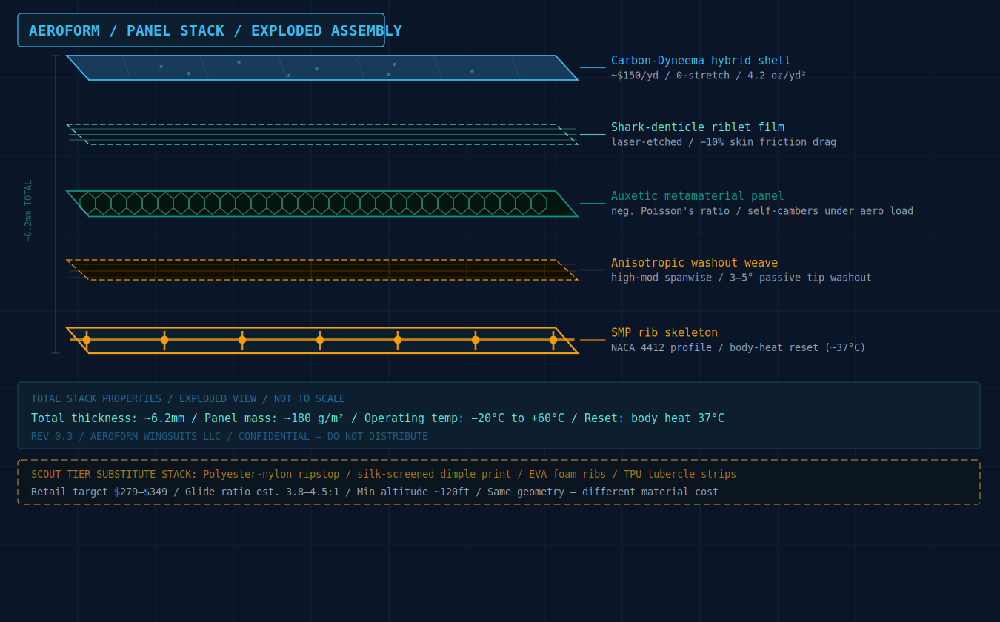 AEROFORM / PANEL STACK / EXPLODED ASSEMBLY
Carbon-Dyneema hybrid shell
~$150/yd / 0-stretch / 4.2 oz/yd²
Shark-denticle riblet film
laser-etched / −10% skin friction drag
~6.2mm TOTAL
Auxetic metamaterial panel
neg. Poisson's ratio / self-cambers under aero load
Anisotropic washout weave
high-mod spanwise / 3–5° passive tip washout
SMP rib skeleton
NACA 4412 profile / body-heat reset (~37°C)
TOTAL STACK PROPERTIES / EXPLODED VIEW / NOT TO SCALE
Total thickness: ~6.2mm / Panel mass: ~180 g/m² / Operating temp: −20°C to +60°C / Reset: body heat 37°C
REV 0.3 / AEROFORM WINGSUITS LLC / CONFIDENTIAL — DO NOT DISTRIBUTE
SCOUT TIER SUBSTITUTE STACK: Polyester-nylon ripstop / silk-screened dimple print / EVA foam ribs / TPU tubercle strips
Retail target $279–$349 / Glide ratio est. 3.8–4.5:1 / Min altitude ~120ft / Same geometry — different material cost